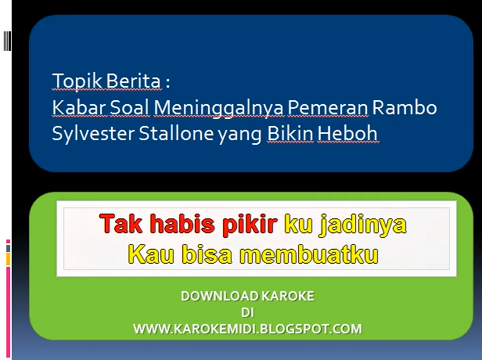 Topik Berita :
Kabar Soal Meninggalnya Pemeran Rambo
Sylvester Stallone yang Bikin Heboh
Tak habis pikir ku jadinya
Kau bisa membuatku
DOWNLOAD KAROKE
DI
WWW.KAROKEMIDI.BLOGSPOT.COM